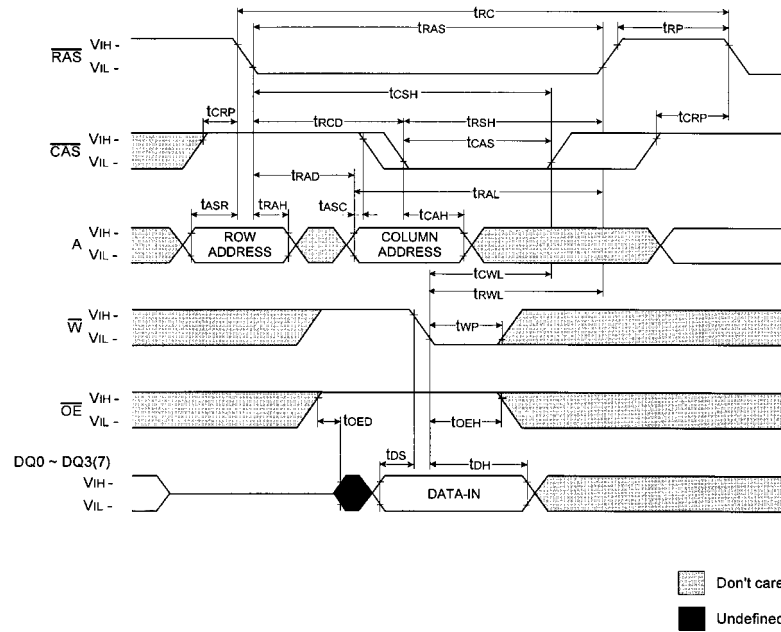 tRC
tRAS
tRP
RAS
VIH -
VIL -
tCSH
tCRP
tRCD
tRSH
tCRP
CAS
VIH -
VIL -
tCAS
tRAD
tRAL
tASR
tRAH
tASC
tCAH
A
VIH -
VIL -
ROW
ADDRESS
COLUMN
ADDRESS
tCWL
tRWL
W
VIH -
VIL -
tWP
OE
VIH -
VIL -
tOED
tOEH
DQ0 ~ DQ3(7)
tDS
tDH
VIH -
VIL -
DATA-IN
Don't care
Undefined